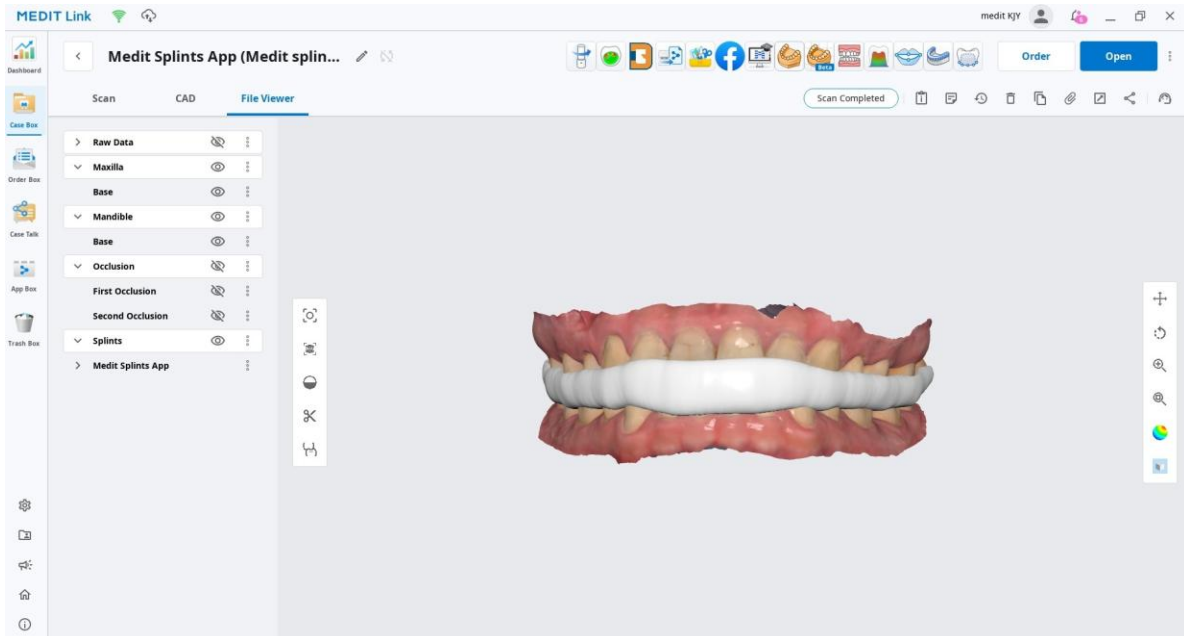 MEDIT Link
medit KJY
Dashboard
Medit Splints App (Medit splin...
Beta
Order
Open
Scan
CAD
File Viewer
Scan Completed
Case Box
Raw Data
Maxilla
Order Box
Base
Mandible
Case Talk
Base
Occlusion
App Box
First Occlusion
Second Occlusion
Trash Box
Splints
Medit Splints App